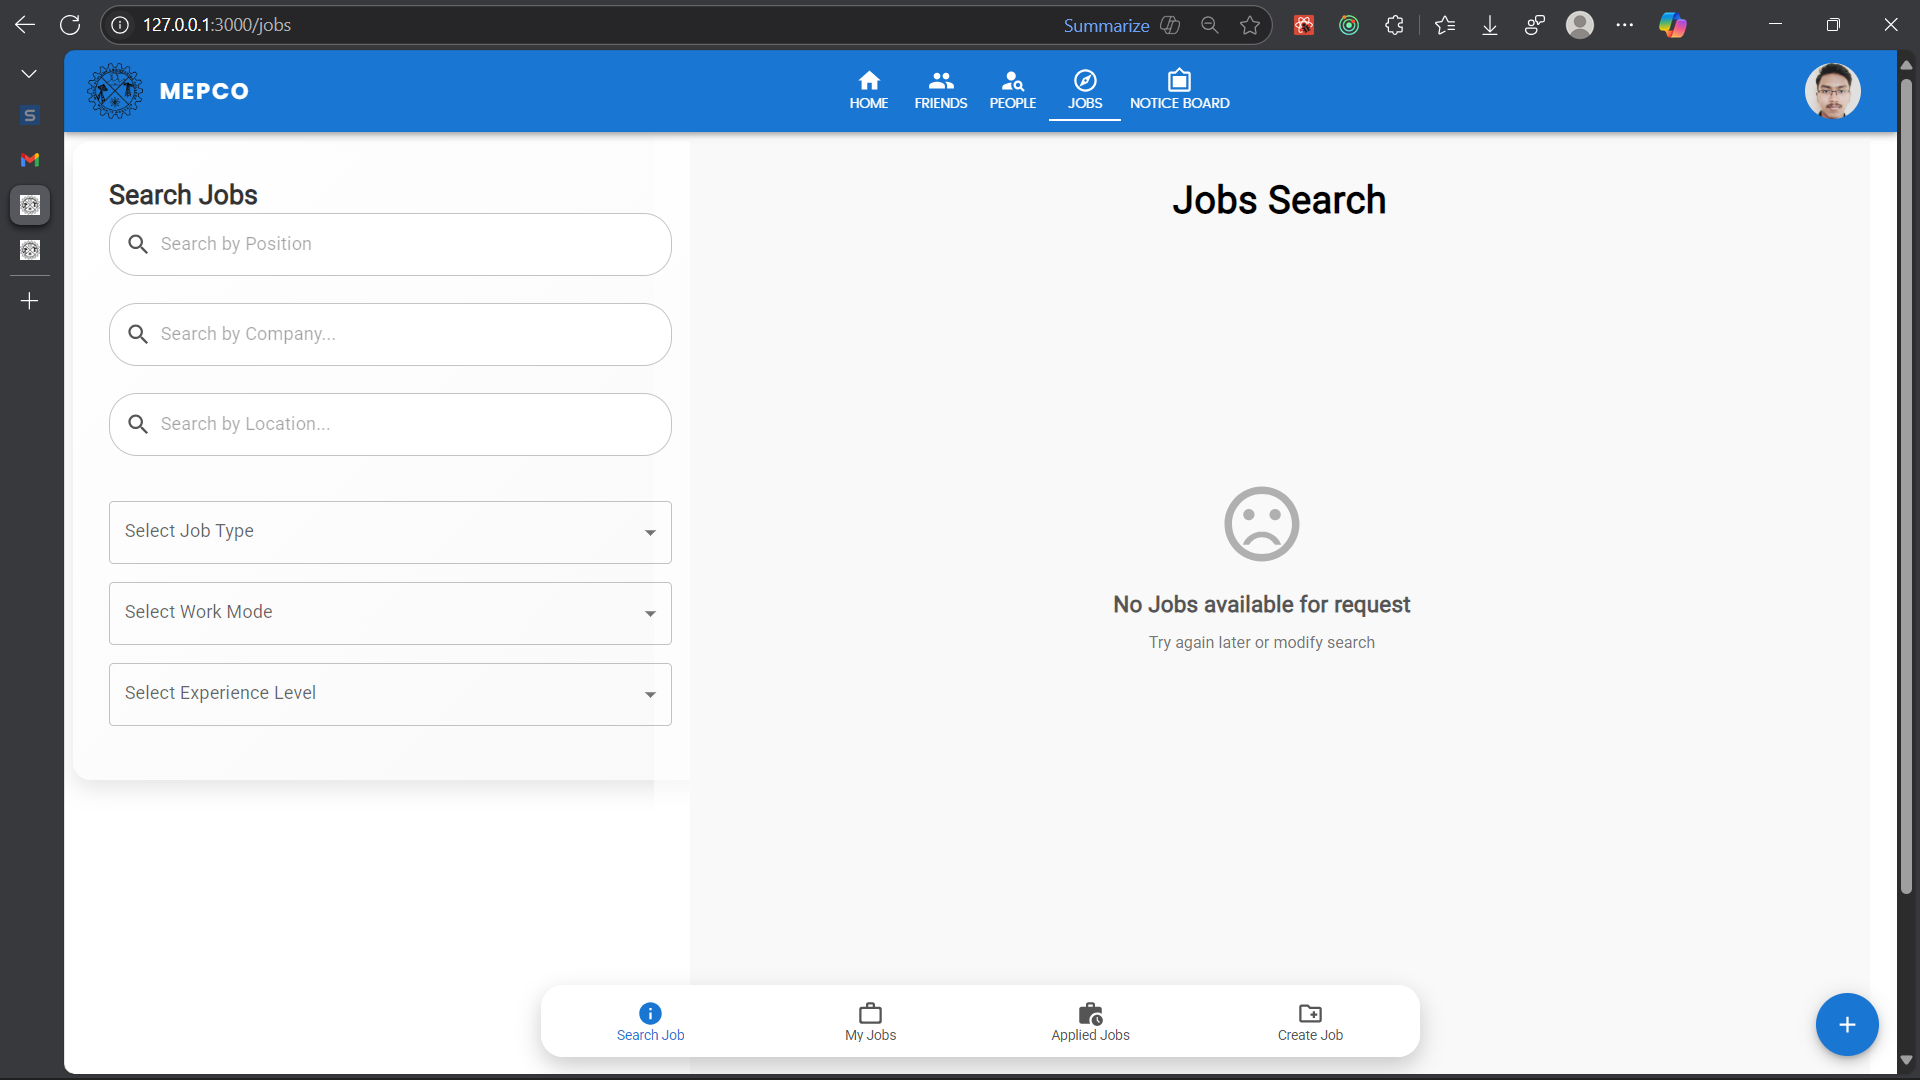 127.0.0.1:3000/jobs
Summarize
S
MEPCO
HOME
FRIENDS
PEOPLE
JOBS
NOTICE BOARD
Search Jobs
Search by Position
Search by Company...
Search by Location...
Select Job Type
Select Work Mode
Select Experience Level
Jobs Search
No Jobs available for request
Try again later or modify search
Search Job
My Jobs
Applied Jobs
Create Job